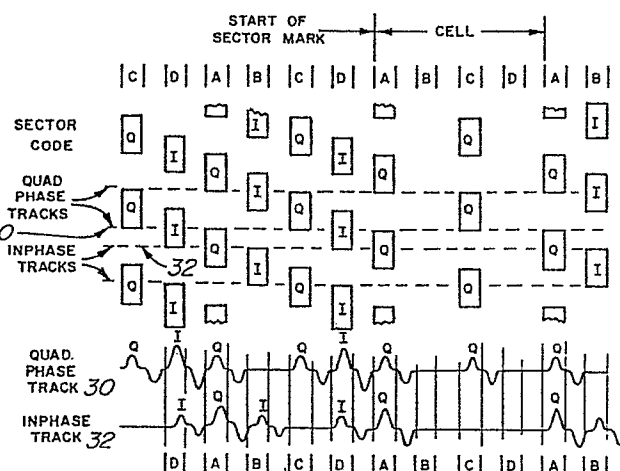 START OF
SECTOR MARK
CELL
C D A B C D A B C D A B
SECTOR
CODE
Q I Q I Q I Q I Q Q I
QUAD
PHASE
TRACKS
0
INPHASE
TRACKS
32
Q I Q I Q I Q I Q Q Q I
Q I Q I Q
QUAD.
PHASE
TRACK 30
Q I Q Q I Q Q Q
INPHASE
TRACK 32
I Q I I Q Q
D A B C D A B C D A B